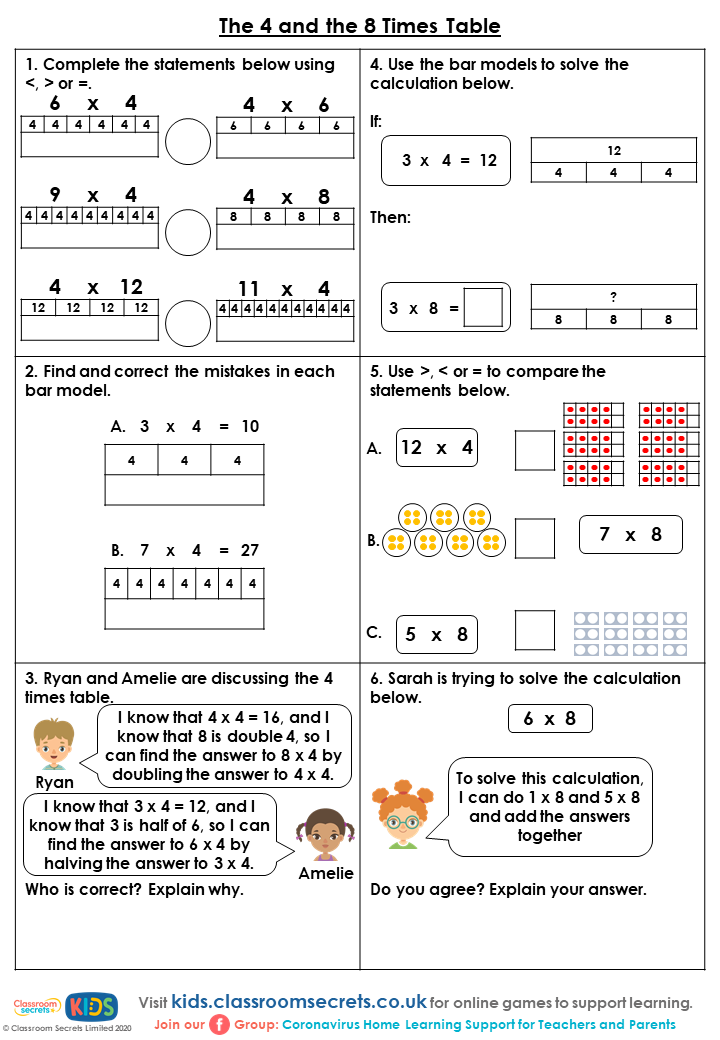 The 4 and the 8 Times Table
1. Complete the statements below using
<, > or =.
6 x 4
4 x 6
4 4 4 4 4 4
6 6 6 6
9 x 4
4 x 8
4 4 4 4 4 4 4 4 4
8 8 8 8
4 x 12
11 x 4
12 12 12 12
4 4 4 4 4 4 4 4 4 4 4
2. Find and correct the mistakes in each
bar model.
A. 3 x 4 = 10
4 4 4
B. 7 x 4 = 27
4 4 4 4 4 4 4
3. Ryan and Amelie are discussing the 4
times table.
I know that 4 x 4 = 16, and I
know that 8 is double 4, so I
can find the answer to 8 x 4 by
doubling the answer to 4 x 4.
Ryan
I know that 3 x 4 = 12, and I
know that 3 is half of 6, so I can
find the answer to 6 x 4 by
halving the answer to 3 x 4.
Amelie
Who is correct? Explain why.
4. Use the bar models to solve the
calculation below.
If:
3 x 4 = 12
12
4 4 4
Then:
3 x 8 =
?
8 8 8
5. Use >, < or = to compare the
statements below.
A. 12 x 4
B.
7 x 8
C. 5 x 8
6. Sarah is trying to solve the calculation
below.
6 x 8
To solve this calculation,
I can do 1 x 8 and 5 x 8
and add the answers
together
Do you agree? Explain your answer.
Classroom
secrets
KIDS
© Classroom Secrets Limited 2020
Visit kids.classroomsecrets.co.uk for online games to support learning.
Join our f Group: Coronavirus Home Learning Support for Teachers and Parents